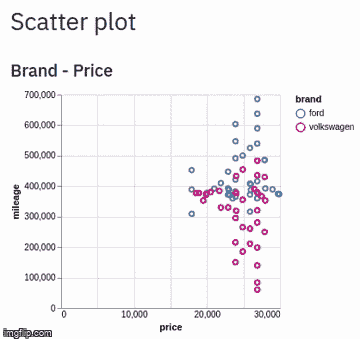 Scatter plot
Brand - Price
700,000
600,000
500,000
400,000
300,000
200,000
100,000
0
mileage
0 10,000 20,000 30,000
price
brand
ford
volkswagen
imgflip.com